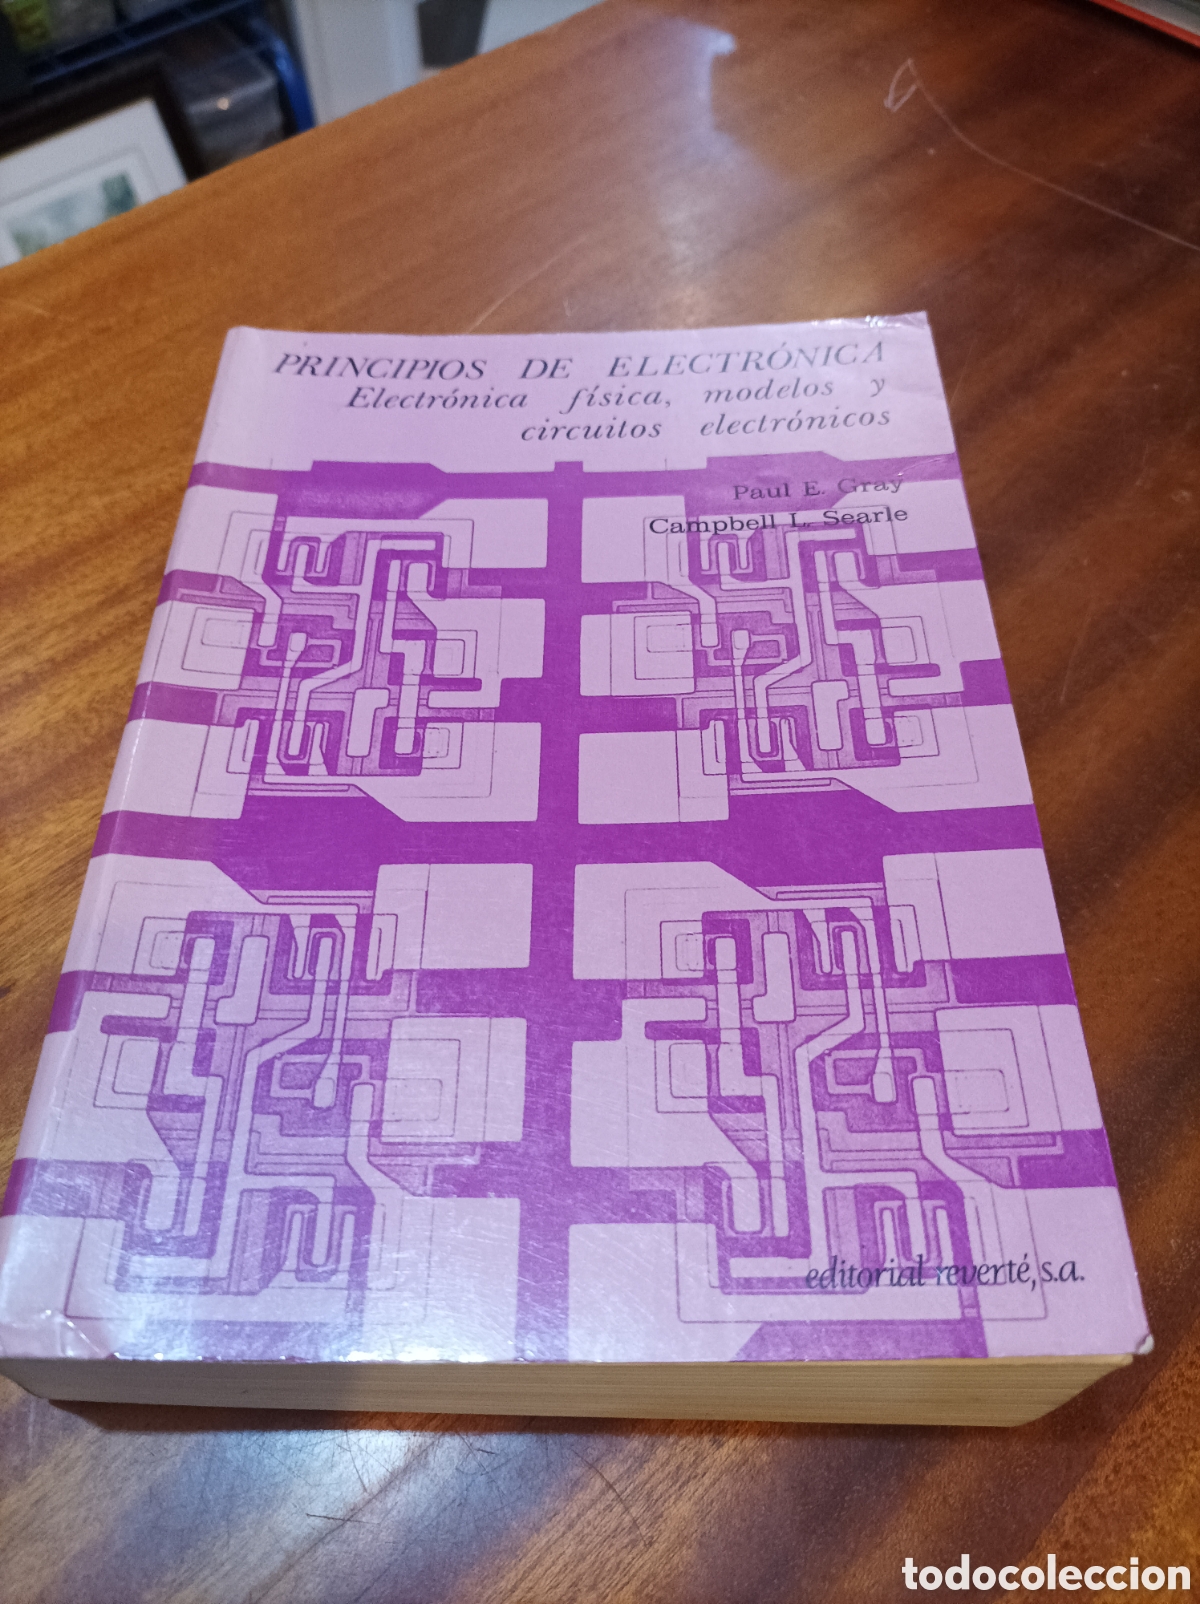 PRINCIPIOS DE ELECTRÓNICA
Electrónica física, modelos y
circuitos electrónicos
Paul E. Gray
Campbell L. Searle
editorial reverté, s.a.
todocoleccion